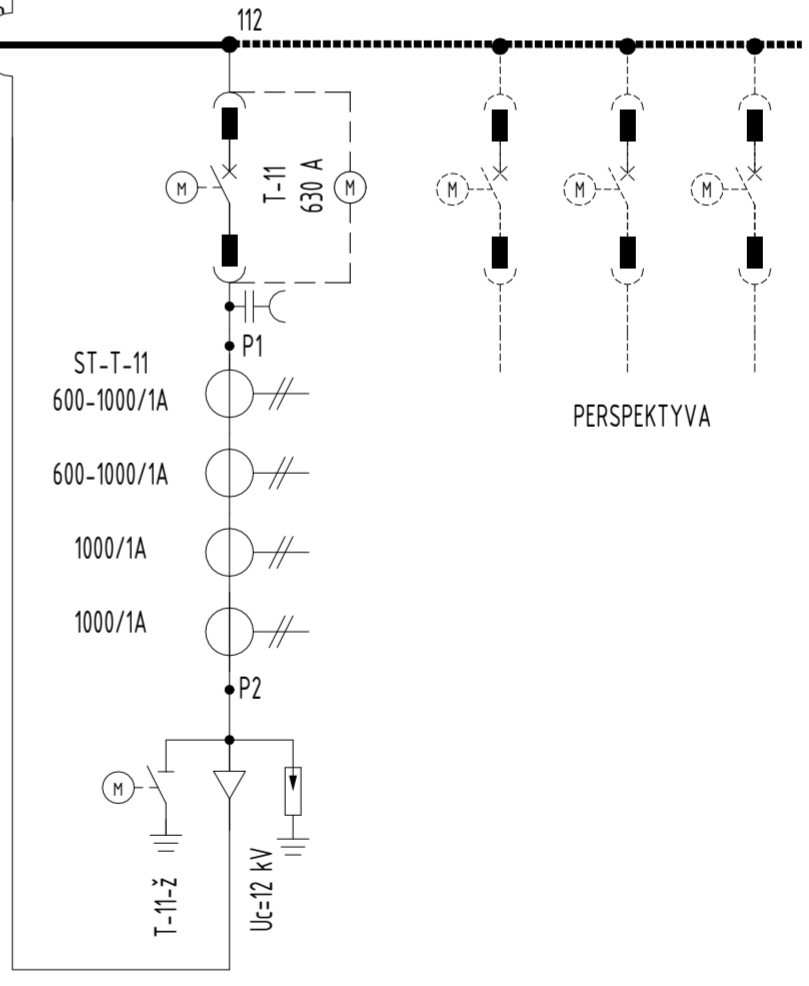 112
T-11
630 A
M
M
M
M
M
P1
ST-T-11
600-1000/1A
600-1000/1A
1000/1A
1000/1A
PERSPEKTYVA
P2
M
T-11-ž
Uc=12 kV